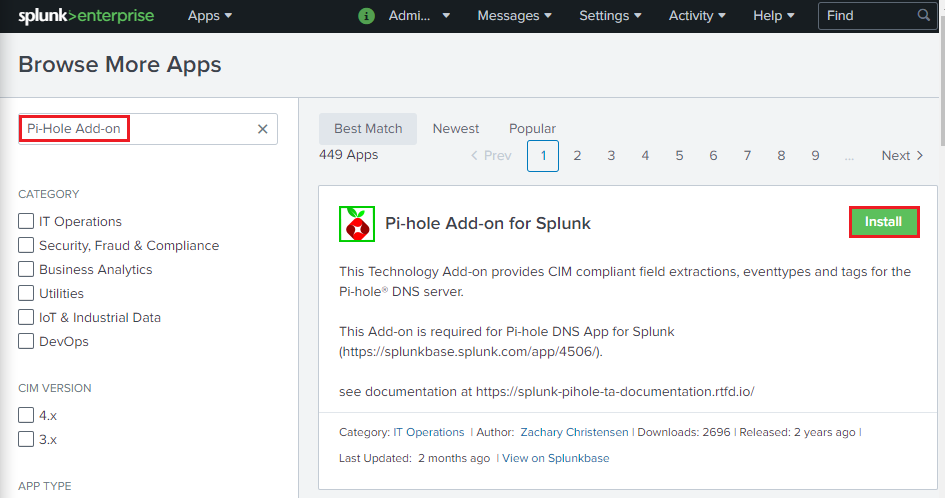 splunk>enterprise Apps Admi... Messages Settings Activity Help Find
Browse More Apps
Pi-Hole Add-on
CATEGORY
IT Operations
Security, Fraud & Compliance
Business Analytics
Utilities
IoT & Industrial Data
DevOps
CIM VERSION
4.x
3.x
APP TYPE
Best Match Newest Popular
449 Apps
< Prev 1 2 3 4 5 6 7 8 9 ... Next >
Pi-hole Add-on for Splunk
Install
This Technology Add-on provides CIM compliant field extractions, eventtypes and tags for the
Pi-hole® DNS server.
This Add-on is required for Pi-hole DNS App for Splunk
(https://splunkbase.splunk.com/app/4506/).
see documentation at https://splunk-pihole-ta-documentation.rtfd.io/
Category: IT Operations | Author: Zachary Christensen | Downloads: 2696 | Released: 2 years ago |
Last Updated: 2 months ago | View on Splunkbase